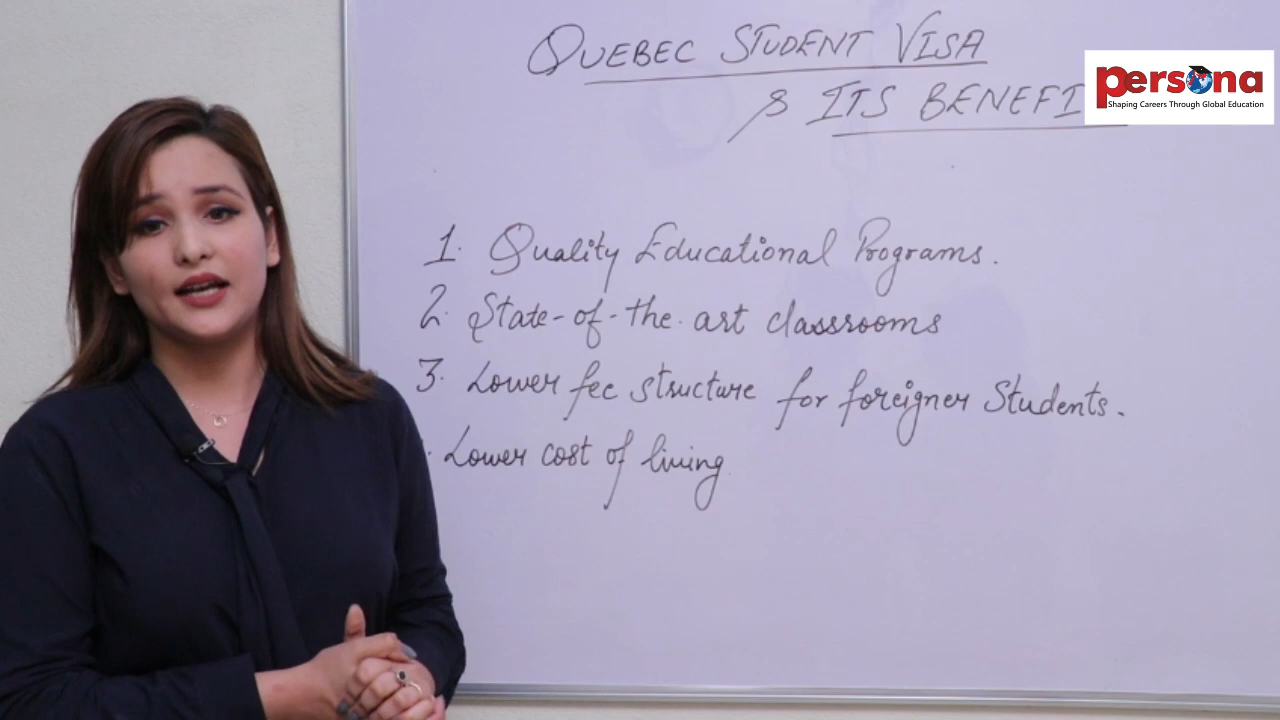 QUEBEC STUDENT VISA
& ITS BENEFI
persona
Shaping Careers Through Global Education
1. Quality Educational Programs.
2. State-of-the-art classrooms
3. Lower fee structure for foreigner Students.
. Lower cost of living